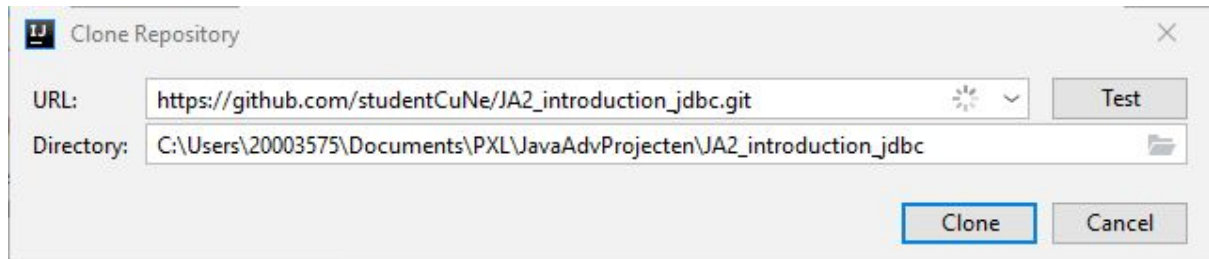 IJ Clone Repository
URL: https://github.com/studentCuNe/JA2_introduction_jdbc.git Test
Directory: C:\Users\20003575\Documents\PXL\JavaAdvProjecten\JA2_introduction_jdbc
Clone Cancel